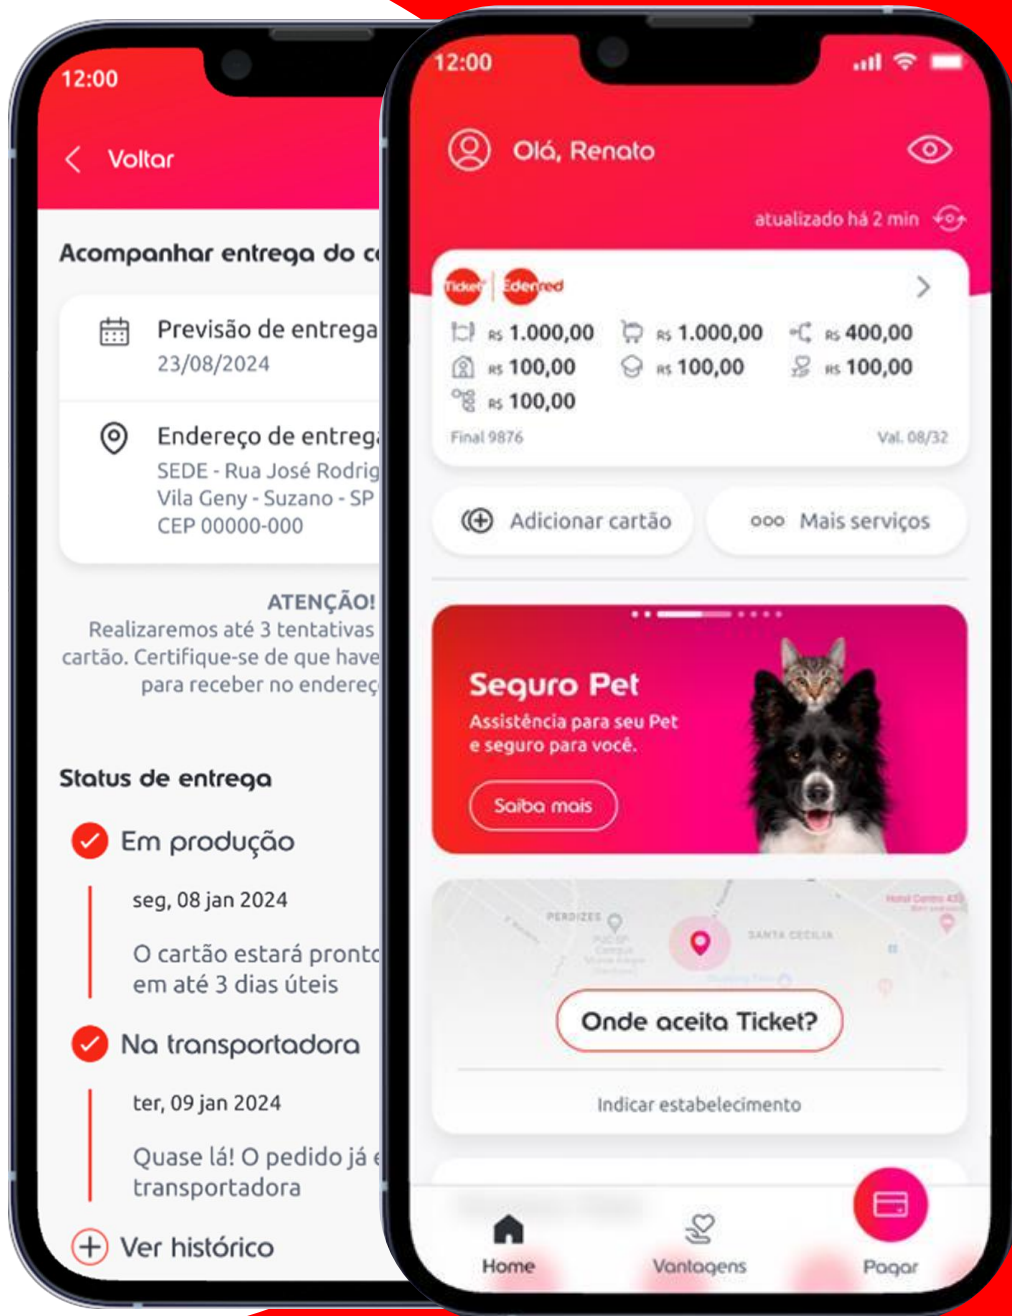 12:00
Voltar
Acompanhar entrega do
Previsão de entrega
23/08/2024
Endereço de entrega
SEDE - Rua José
Vila Geny - Suzano - SP
CEP 00000-000
ATENÇÃO!
Realizaremos até 3 tentativas
cartão. Certifique-se de que
para receber no
Status de entrega
Em produção
seg, 08 jan 2024
O cartão estará pronto
em até 3 dias úteis
Na transportadora
ter, 09 jan 2024
Quase lá! O pedido já
transportadora
Ver histórico
12:00
Olá, Renato
atualizado há 2 min
Ticket Edenred
R$ 1.000,00 R$ 1.000,00 R$ 400,00
R$ 100,00 R$ 100,00 R$ 100,00
R$ 100,00
Final 9876 Val. 08/32
Adicionar cartão
Mais serviços
Seguro Pet
Assistência para seu Pet
e seguro para você.
Saiba mais
PERDIZES
SANTA CECILIA
Onde aceita Ticket?
Indicar estabelecimento
Home Vantagens Pagar